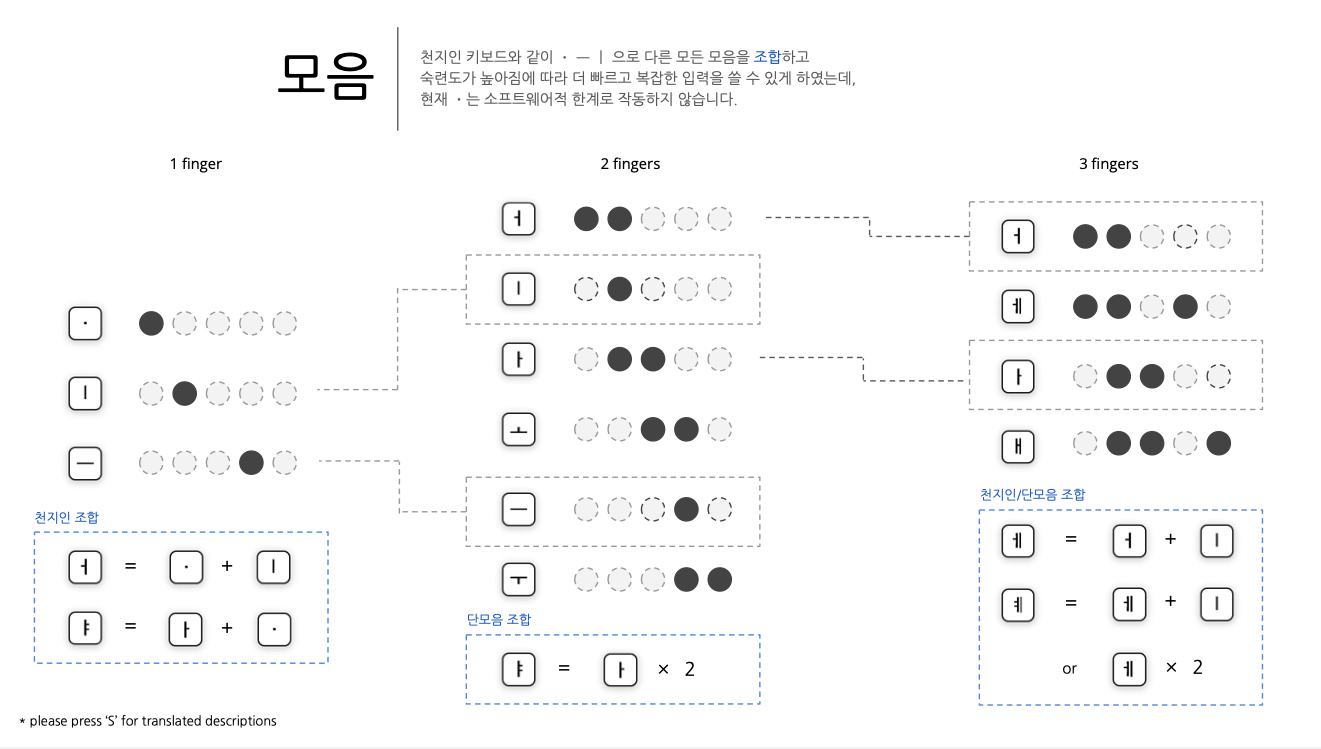 모음
천지인 키보드와 같이 · ㅡ ㅣ 으로 다른 모든 모음을 조합하고
숙련도가 높아짐에 따라 더 빠르고 복잡한 입력을 쓸 수 있게 하였는데,
현재 ·는 소프트웨어적 한계로 작동하지 않습니다.
1 finger
·
ㅣ
ㅡ
천지인 조합
ㅓ = · + ㅣ
ㅑ = ㅏ + ·
2 fingers
ㅓ
ㅣ
ㅏ
ㅗ
ㅡ
ㅜ
단모음 조합
ㅑ = ㅏ × 2
3 fingers
ㅓ
ㅔ
ㅏ
ㅐ
천지인/단모음 조합
ㅔ = ㅓ + ㅣ
ㅖ = ㅔ + ㅣ
or ㅔ × 2
* please press ‘S’ for translated descriptions